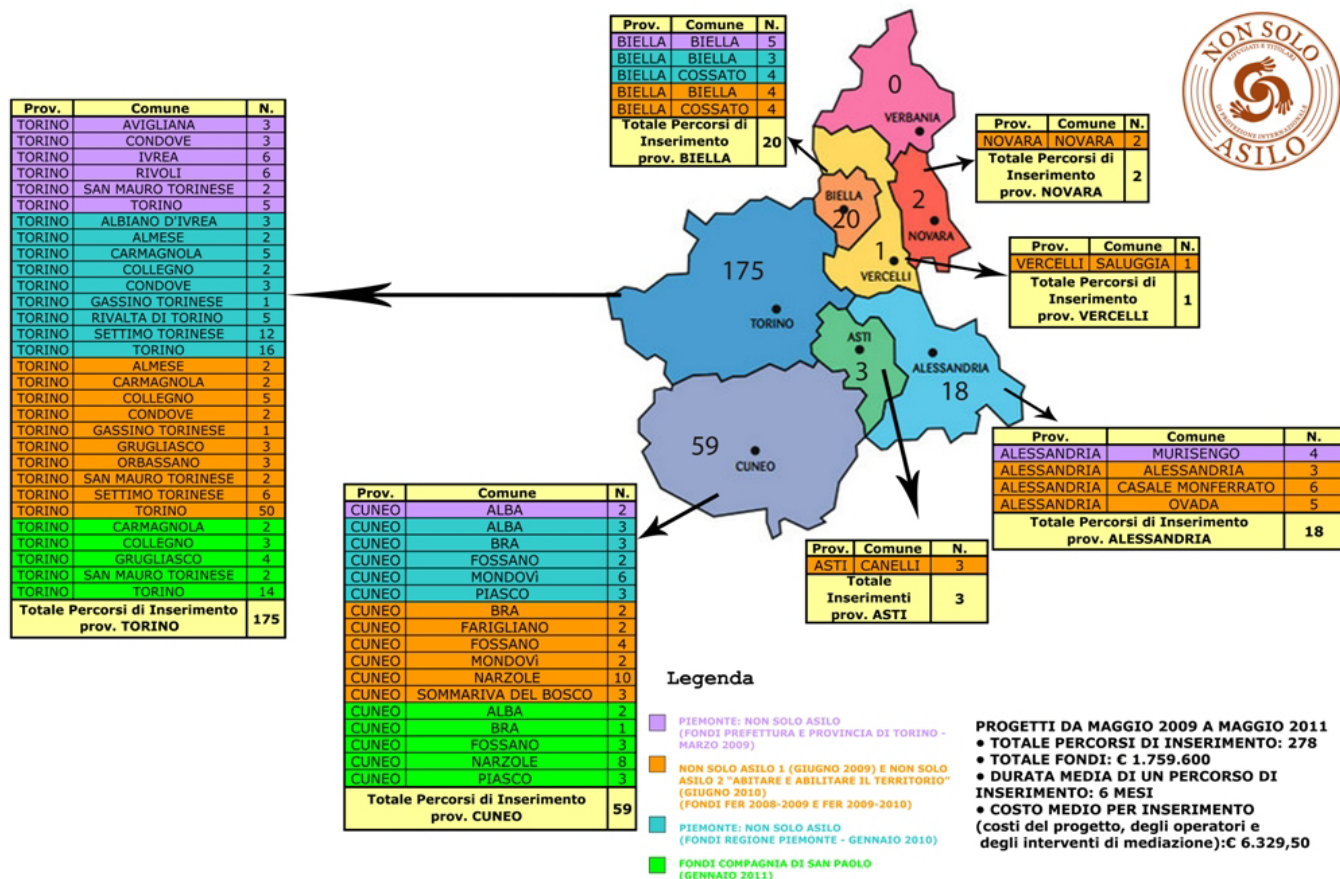 Prov. Comune N.
BIELLA BIELLA 5
BIELLA BIELLA 3
BIELLA COSSATO 4
BIELLA BIELLA 4
BIELLA COSSATO 4
Totale Percorsi di
Inserimento
prov. BIELLA
20
NON SOLO
RIFUGIATI E TITOLARI
DI PROTEZIONE INTERNAZIONALE
ASILO
Prov. Comune N.
TORINO AVIGLIANA 3
TORINO CONDOVE 3
TORINO IVREA 6
TORINO RIVOLI 6
TORINO SAN MAURO TORINESE 2
TORINO TORINO 5
TORINO ALBIANO D'IVREA 3
TORINO ALMESE 2
TORINO CARMAGNOLA 5
TORINO COLLEGNO 2
TORINO CONDOVE 3
TORINO GASSINO TORINESE 1
TORINO RIVALTA DI TORINO 5
TORINO SETTIMO TORINESE 12
TORINO TORINO 16
TORINO ALMESE 2
TORINO CARMAGNOLA 2
TORINO COLLEGNO 5
TORINO CONDOVE 2
TORINO GASSINO TORINESE 1
TORINO GRUGLIASCO 3
TORINO ORBASSANO 3
TORINO SAN MAURO TORINESE 2
TORINO SETTIMO TORINESE 6
TORINO TORINO 50
TORINO CARMAGNOLA 2
TORINO COLLEGNO 3
TORINO GRUGLIASCO 4
TORINO SAN MAURO TORINESE 2
TORINO TORINO 14
Totale Percorsi di Inserimento
prov. TORINO
175
0
VERBANIA
BIELLA
20
2
NOVARA
1
VERCELLI
175
TORINO
ASTI
3
ALESSANDRIA
18
59
CUNEO
Prov. Comune N.
NOVARA NOVARA 2
Totale Percorsi di
Inserimento
prov. NOVARA
2
Prov. Comune N.
VERCELLI SALUGGIA 1
Totale Percorsi di
Inserimento
prov. VERCELLI
1
Prov. Comune N.
ALESSANDRIA MURISENGO 4
ALESSANDRIA ALESSANDRIA 3
ALESSANDRIA CASALE MONFERRATO 6
ALESSANDRIA OVADA 5
Totale Percorsi di Inserimento
prov. ALESSANDRIA
18
Prov. Comune N.
ASTI CANELLI 3
Totale
Inserimenti
prov. ASTI
3
Prov. Comune N.
CUNEO ALBA 2
CUNEO ALBA 3
CUNEO BRA 3
CUNEO FOSSANO 2
CUNEO MONDOVì 6
CUNEO PIASCO 3
CUNEO BRA 2
CUNEO FARIGLIANO 2
CUNEO FOSSANO 4
CUNEO MONDOVì 2
CUNEO NARZOLE 10
CUNEO SOMMARIVA DEL BOSCO 3
CUNEO ALBA 2
CUNEO BRA 1
CUNEO FOSSANO 3
CUNEO NARZOLE 8
CUNEO PIASCO 3
Totale Percorsi di Inserimento
prov. CUNEO
59
Legenda
PIEMONTE: NON SOLO ASILO
(FONDI PREFETTURA E PROVINCIA DI TORINO -
MARZO 2009)
NON SOLO ASILO 1 (GIUGNO 2009) E NON SOLO
ASILO 2 "ABITARE E ABILITARE IL TERRITORIO"
(GIUGNO 2010)
(FONDI FER 2008-2009 E FER 2009-2010)
PIEMONTE: NON SOLO ASILO
(FONDI REGIONE PIEMONTE - GENNAIO 2010)
FONDI COMPAGNIA DI SAN PAOLO
(GENNAIO 2011)
PROGETTI DA MAGGIO 2009 A MAGGIO 2011
• TOTALE PERCORSI DI INSERIMENTO: 278
• TOTALE FONDI: € 1.759.600
• DURATA MEDIA DI UN PERCORSO DI
INSERIMENTO: 6 MESI
• COSTO MEDIO PER INSERIMENTO
(costi del progetto, degli operatori e
degli interventi di mediazione):€ 6.329,50